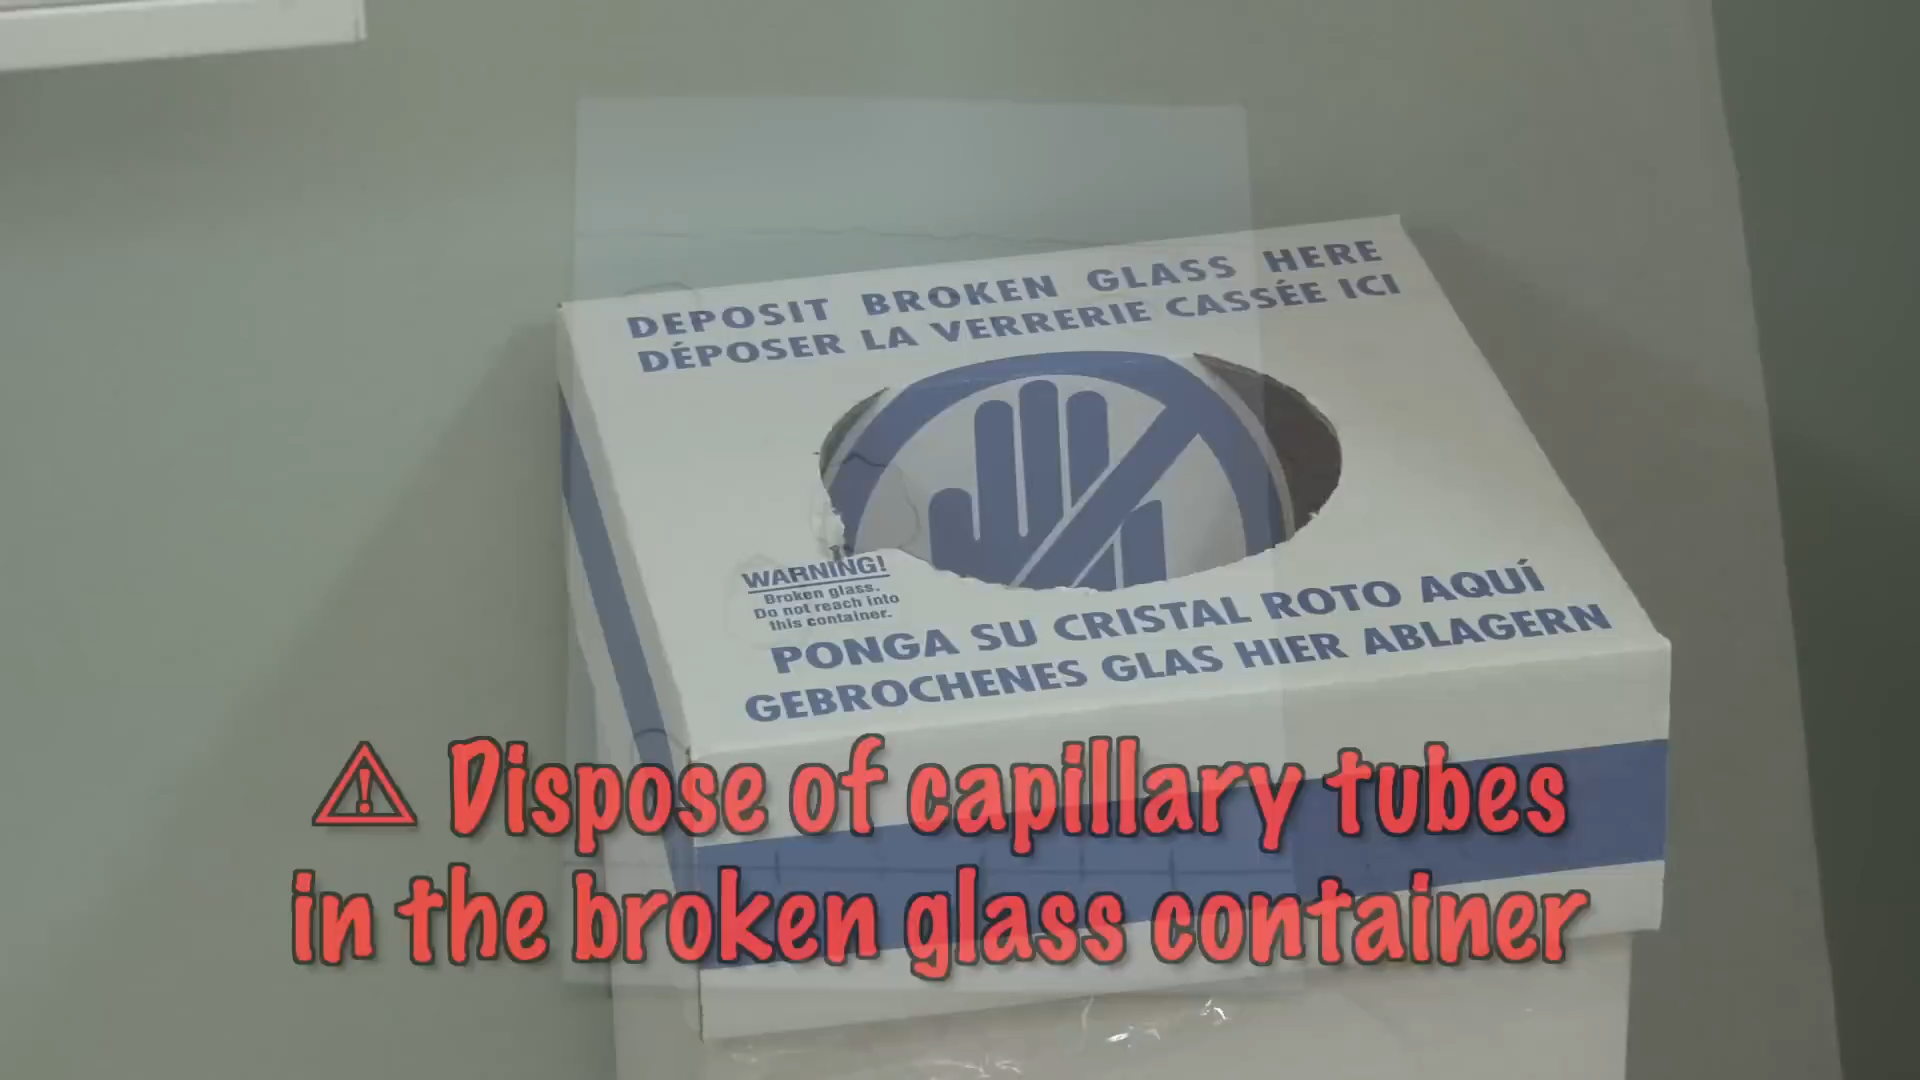 DEPOSIT BROKEN GLASS HERE
DÉPOSER LA VERRERIE CASSÉE ICI
WARNING!
Broken glass.
Do not reach into
this container.
PONGA SU CRISTAL ROTO AQUÍ
GEBROCHENES GLAS HIER ABLAGERN
⚠ Dispose of capillary tubes
in the broken glass container